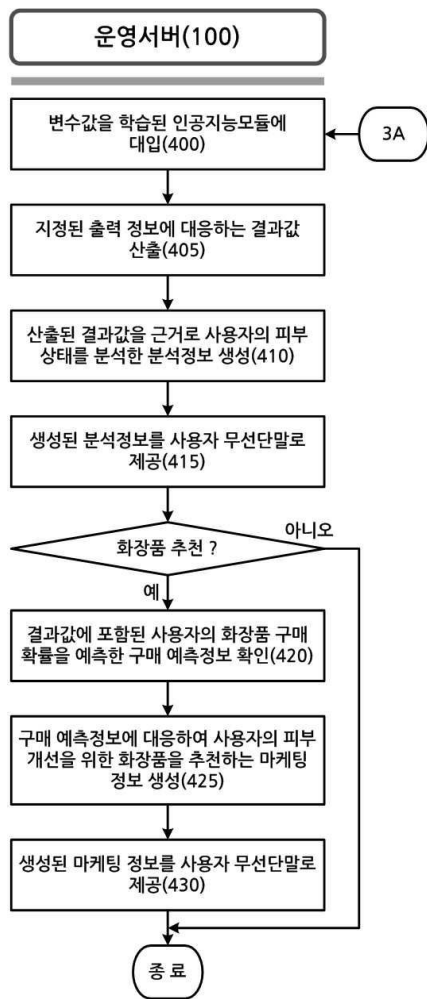 운영서버(100)
변수값을 학습된 인공지능모듈에
대입(400)
3A
지정된 출력 정보에 대응하는 결과값
산출(405)
산출된 결과값을 근거로 사용자의 피부
상태를 분석한 분석정보 생성(410)
생성된 분석정보를 사용자 무선단말로
제공(415)
화장품 추천 ?
아니오
예
결과값에 포함된 사용자의 화장품 구매
확률을 예측한 구매 예측정보 확인(420)
구매 예측정보에 대응하여 사용자의 피부
개선을 위한 화장품을 추천하는 마케팅
정보 생성(425)
생성된 마케팅 정보를 사용자 무선단말로
제공(430)
종 료